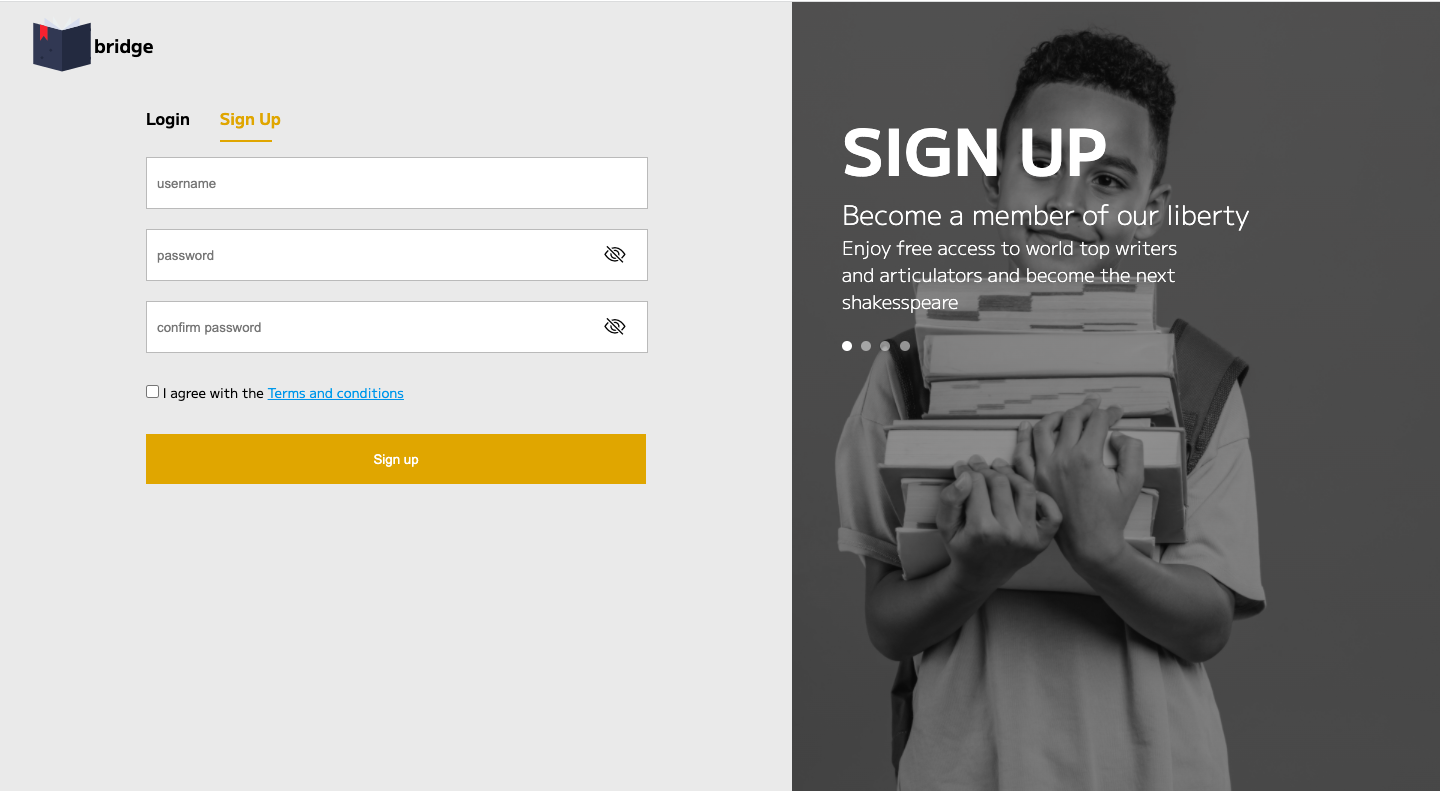 bridge
Login
Sign Up
username
password
confirm password
I agree with the Terms and conditions
Sign up
SIGN UP
Become a member of our liberty
Enjoy free access to world top writers
and articulators and become the next
shakesspeare